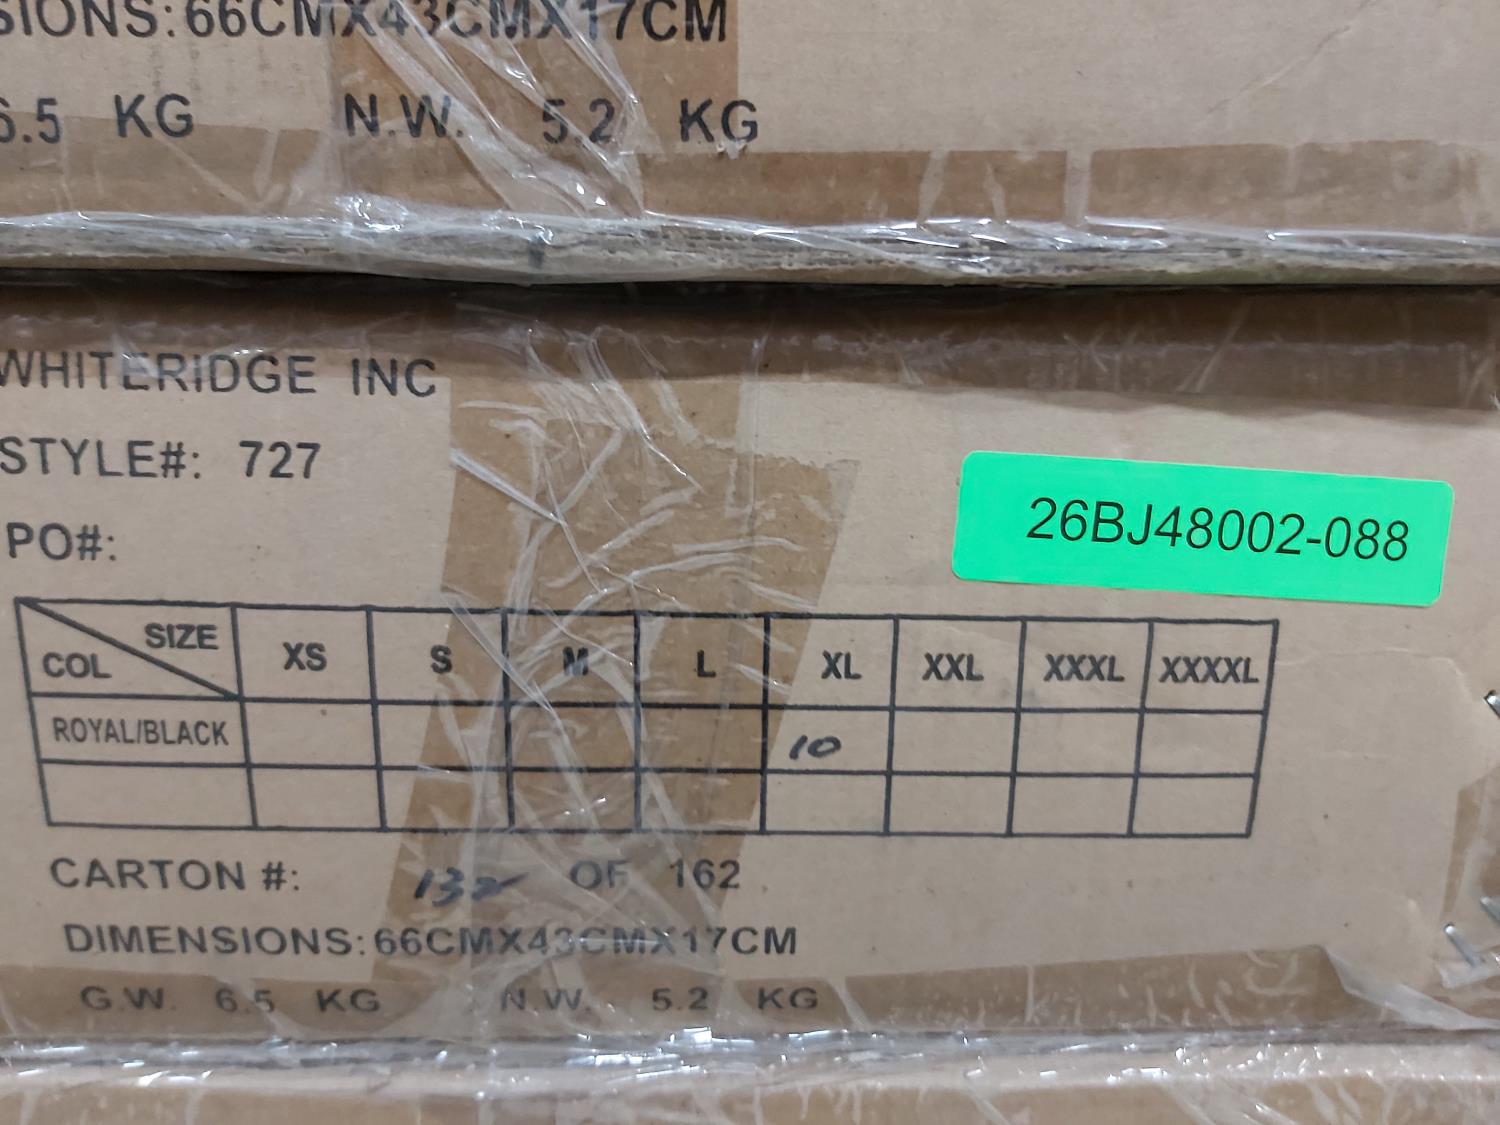 SIONS:66CMX43CMX17CM
6.5 KG N.W. 5.2 KG
WHITERIDGE INC
STYLE#: 727
26BJ48002-088
PO#:
SIZE
COL XS S M L XL XXL XXXL XXXXL
ROYAL/BLACK 10
CARTON #: 132 OF 162
DIMENSIONS:66CMX43CMX17CM
G.W. 6.5 KG N.W. 5.2 KG